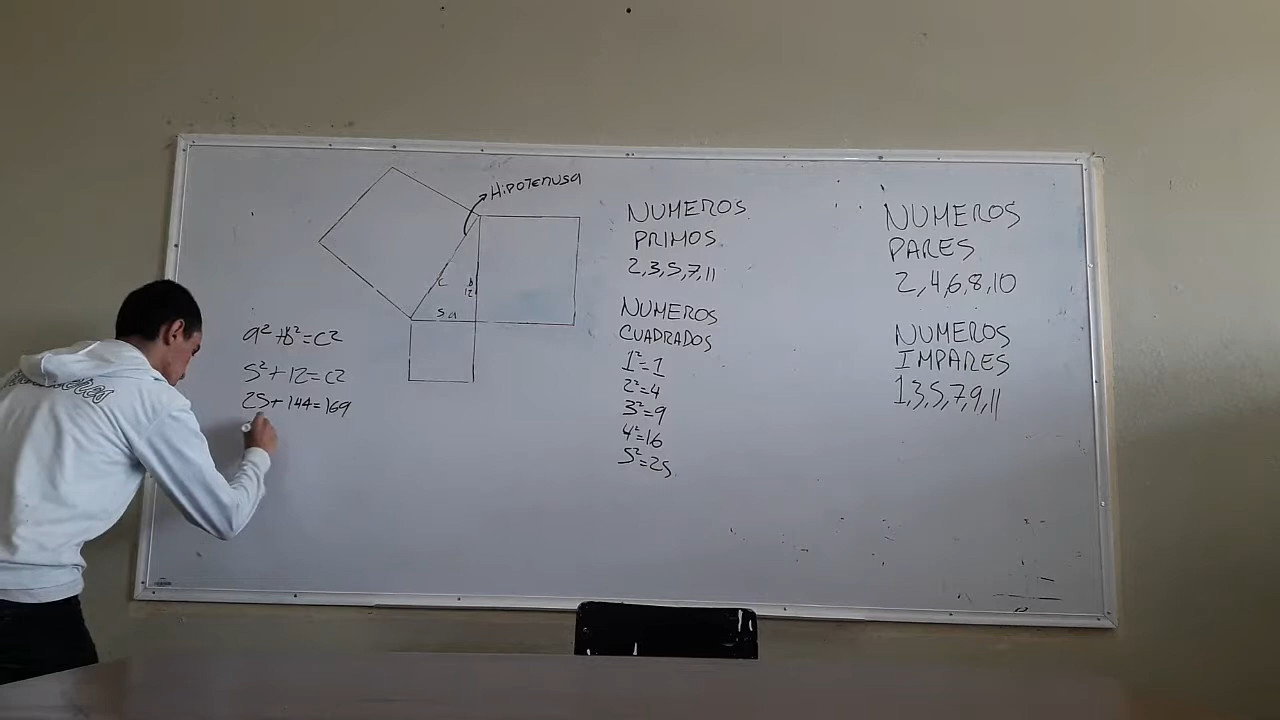 HIPOTENUSA
C
B
12
5 a
a²+B²=C2
5²+12=C2
25+144=169
NUMEROS
PRIMOS
2,3,5,7,11
NUMEROS
CUADRADOS
1²=1
2²=4
3²=9
4²=16
5²=25
NUMEROS
PARES
2,4,6,8,10
NUMEROS
IMPARES
1,3,5,7,9,11